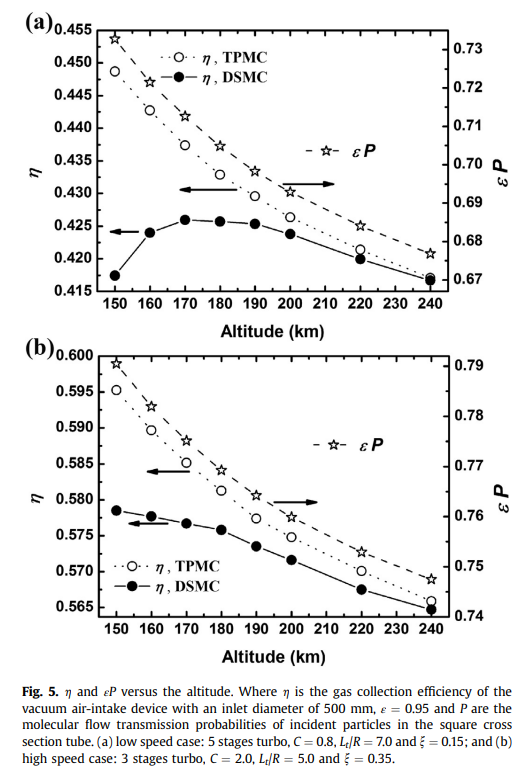 (a)
0.455
0.450
0.445
0.440
0.435
0.430
0.425
0.420
0.415
η
η , TPMC
η , DSMC
ε P
0.73
0.72
0.71
0.70
0.69
0.68
0.67
ε P
150 160 170 180 190 200 210 220 230 240
Altitude (km)
(b)
0.600
0.595
0.590
0.585
0.580
0.575
0.570
0.565
η
ε P
η , TPMC
η , DSMC
0.79
0.78
0.77
0.76
0.75
0.74
ε P
150 160 170 180 190 200 210 220 230 240
Altitude (km)
Fig. 5. η and εP versus the altitude. Where η is the gas collection efficiency of the
vacuum air-intake device with an inlet diameter of 500 mm, ε = 0.95 and P are the
molecular flow transmission probabilities of incident particles in the square cross
section tube. (a) low speed case: 5 stages turbo, C = 0.8, Lt/R = 7.0 and ξ = 0.15; and (b)
high speed case: 3 stages turbo, C = 2.0, Lt/R = 5.0 and ξ = 0.35.